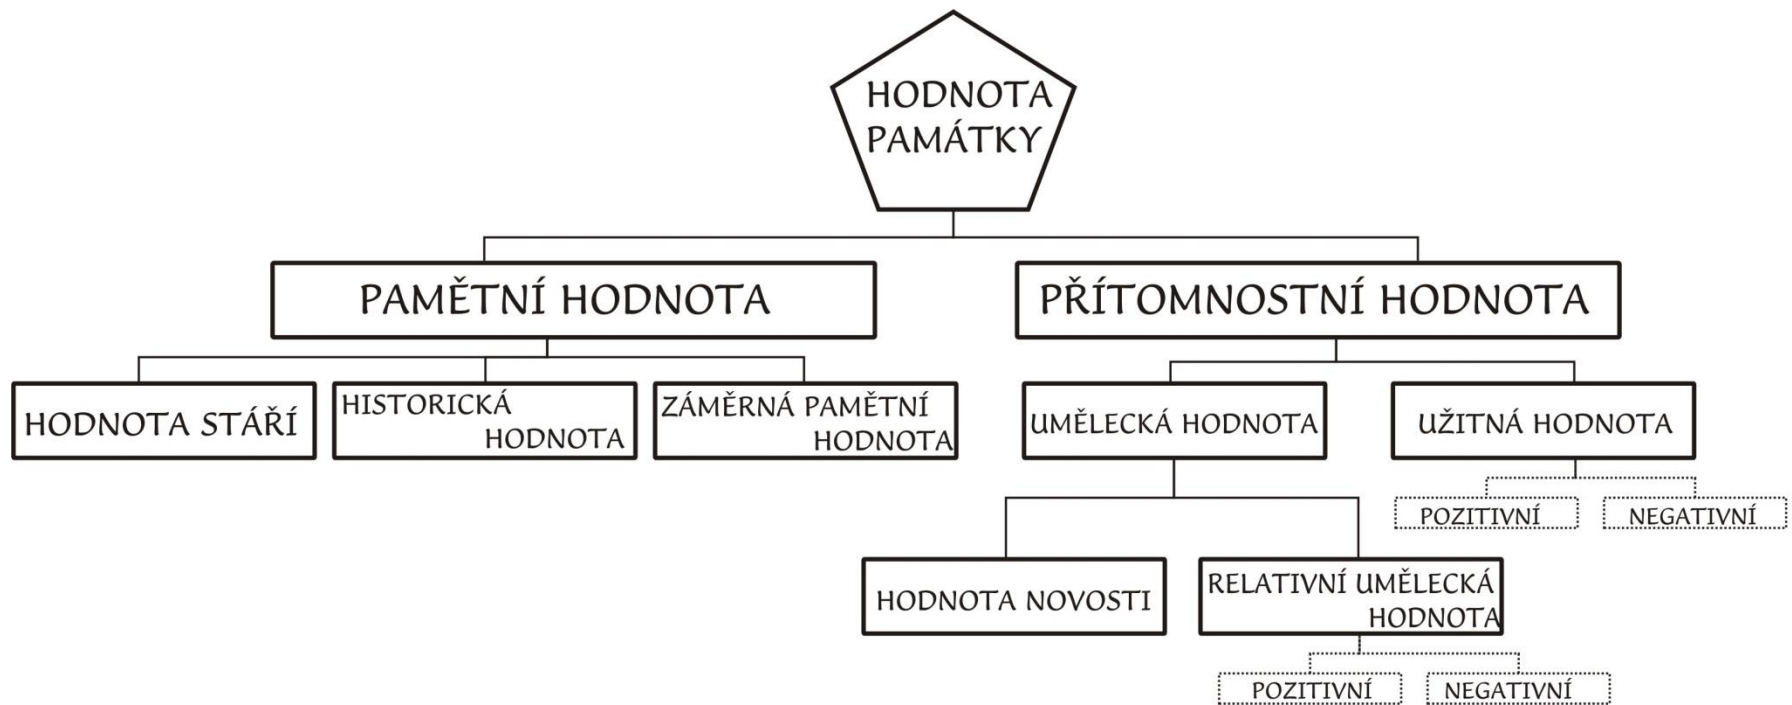 HODNOTA
PAMÁTKY
PAMĚTNÍ HODNOTA
PŘÍTOMNOSTNÍ HODNOTA
HODNOTA STÁŘÍ
HISTORICKÁ
HODNOTA
ZÁMĚRNÁ PAMĚTNÍ
HODNOTA
UMĚLECKÁ HODNOTA
UŽITNÁ HODNOTA
POZITIVNÍ
NEGATIVNÍ
HODNOTA NOVOSTI
RELATIVNÍ UMĚLECKÁ
HODNOTA
POZITIVNÍ
NEGATIVNÍ